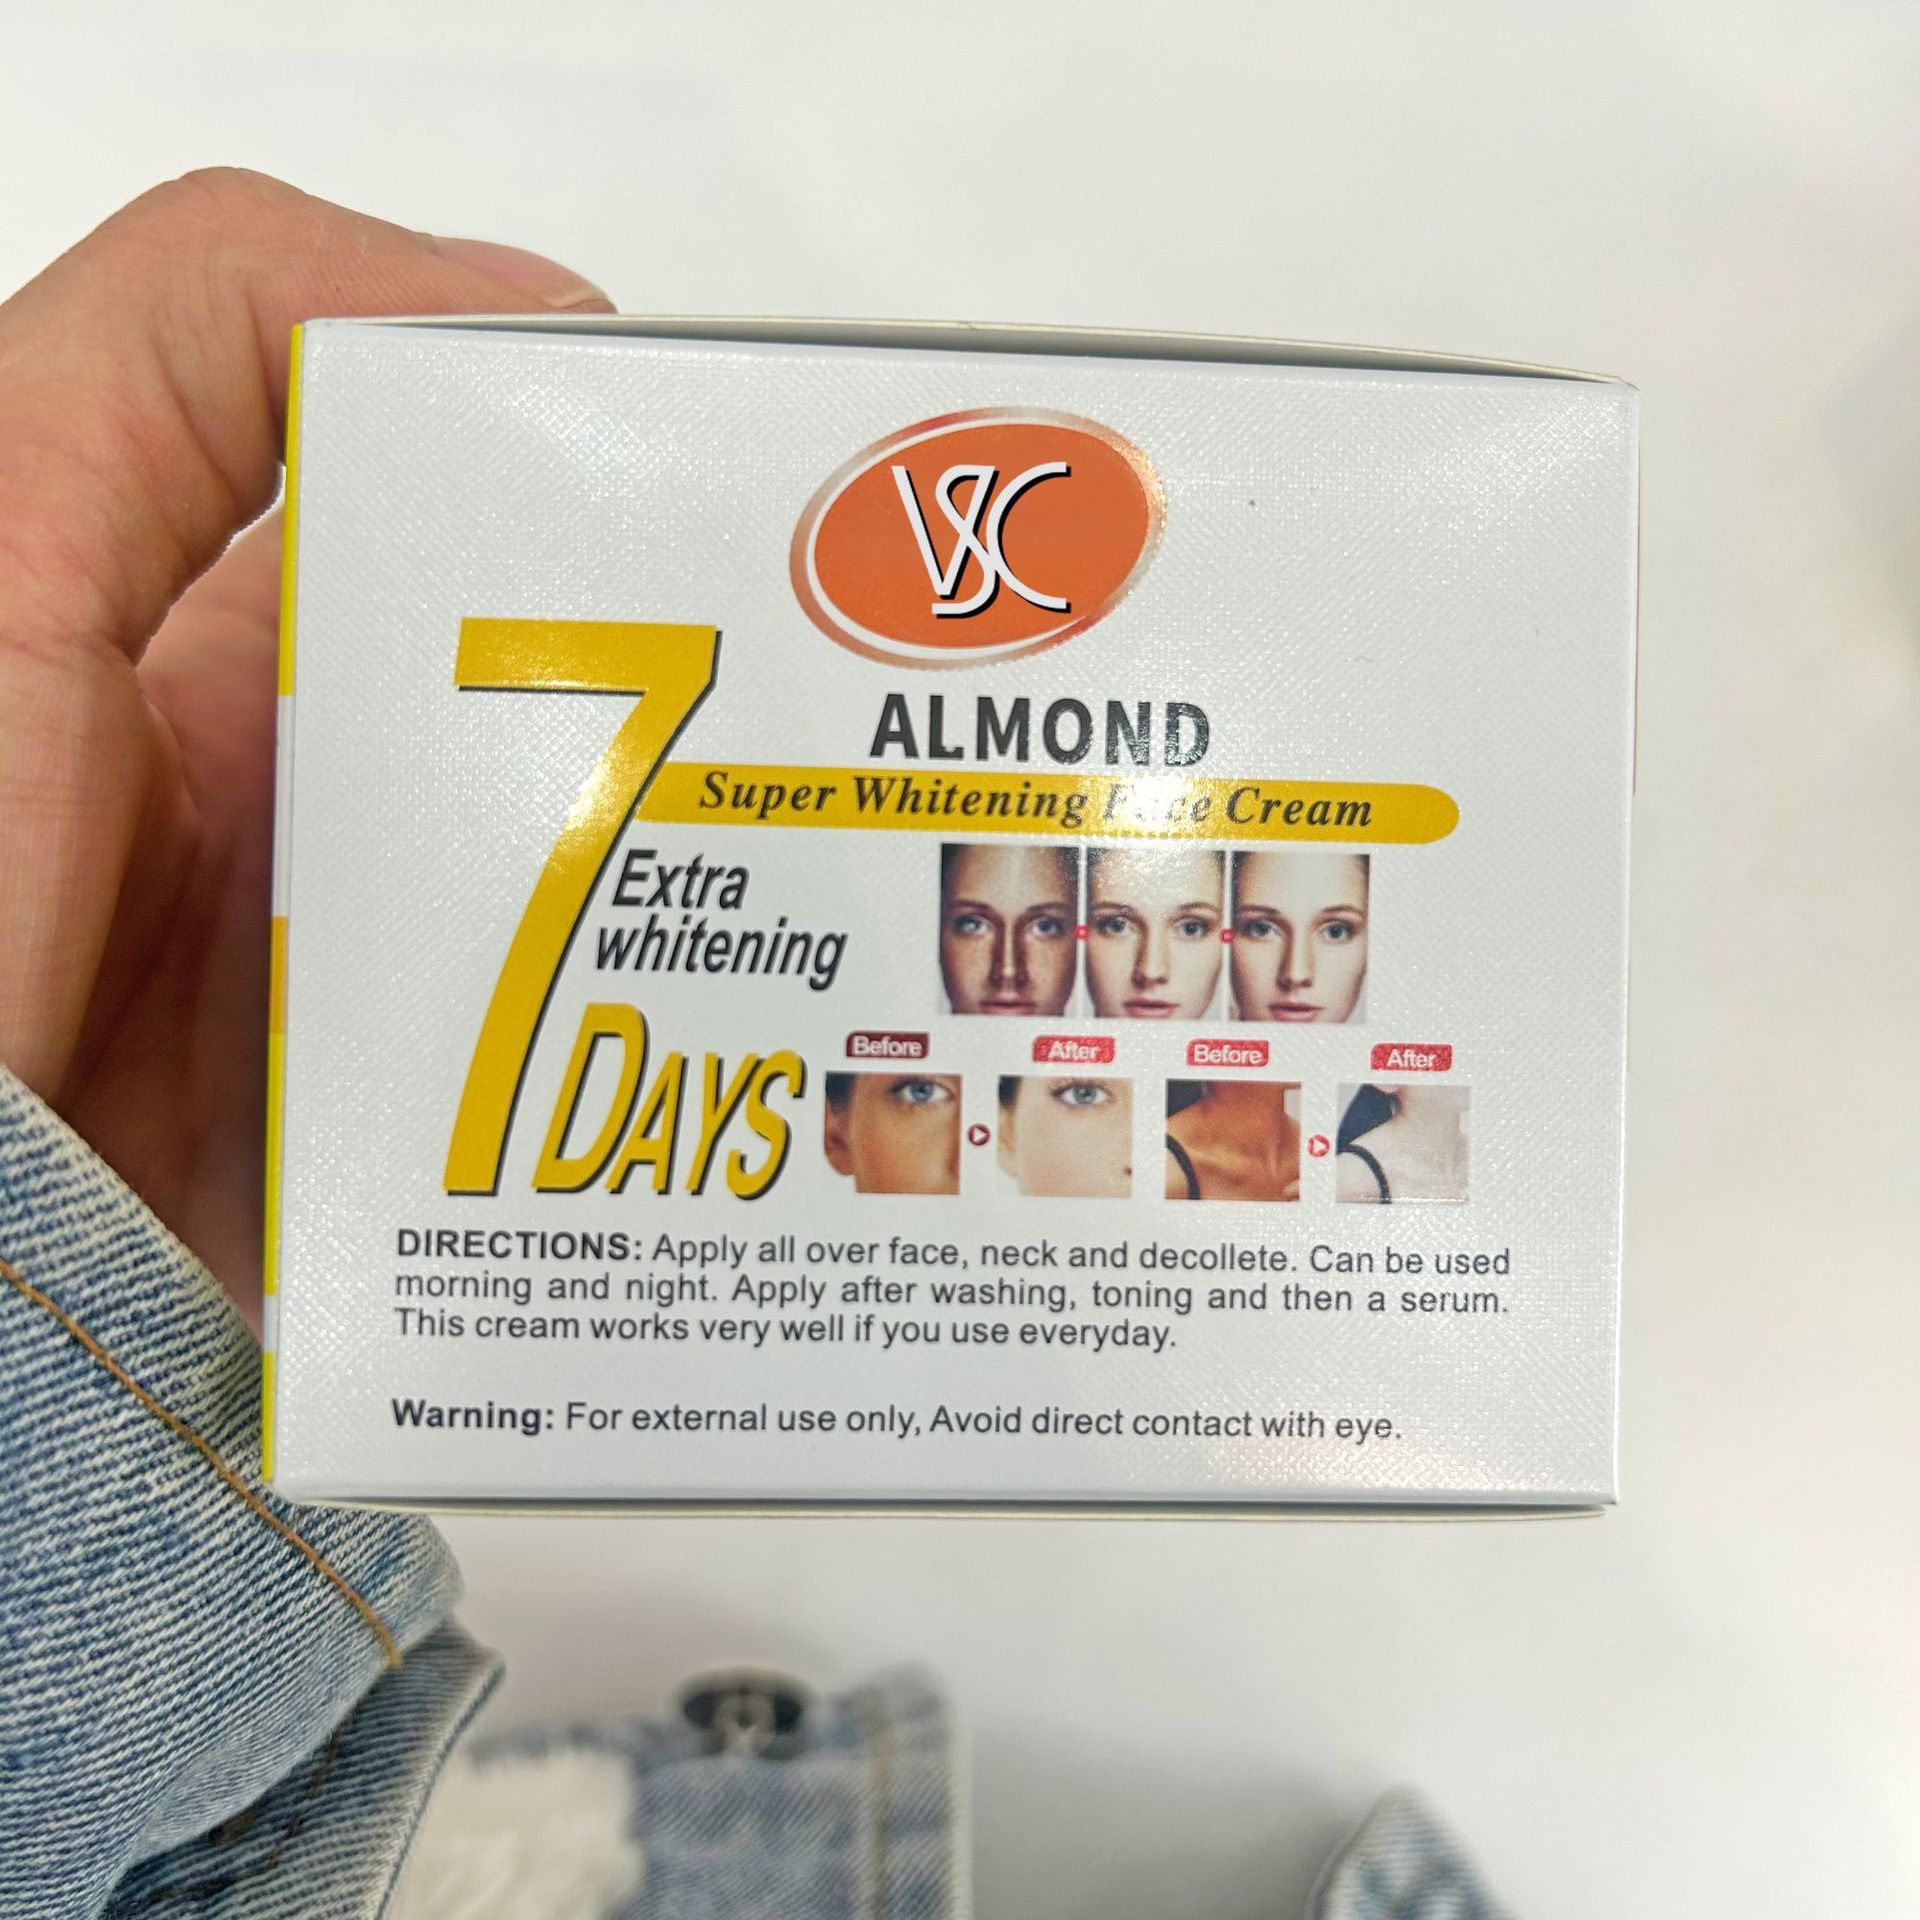 VSC
ALMOND
Super Whitening Face Cream
7
Extra
whitening
DAYS
Before
After
Before
After
DIRECTIONS: Apply all over face, neck and decollete. Can be used
morning and night. Apply after washing, toning and then a serum.
This cream works very well if you use everyday.
Warning: For external use only, Avoid direct contact with eye.